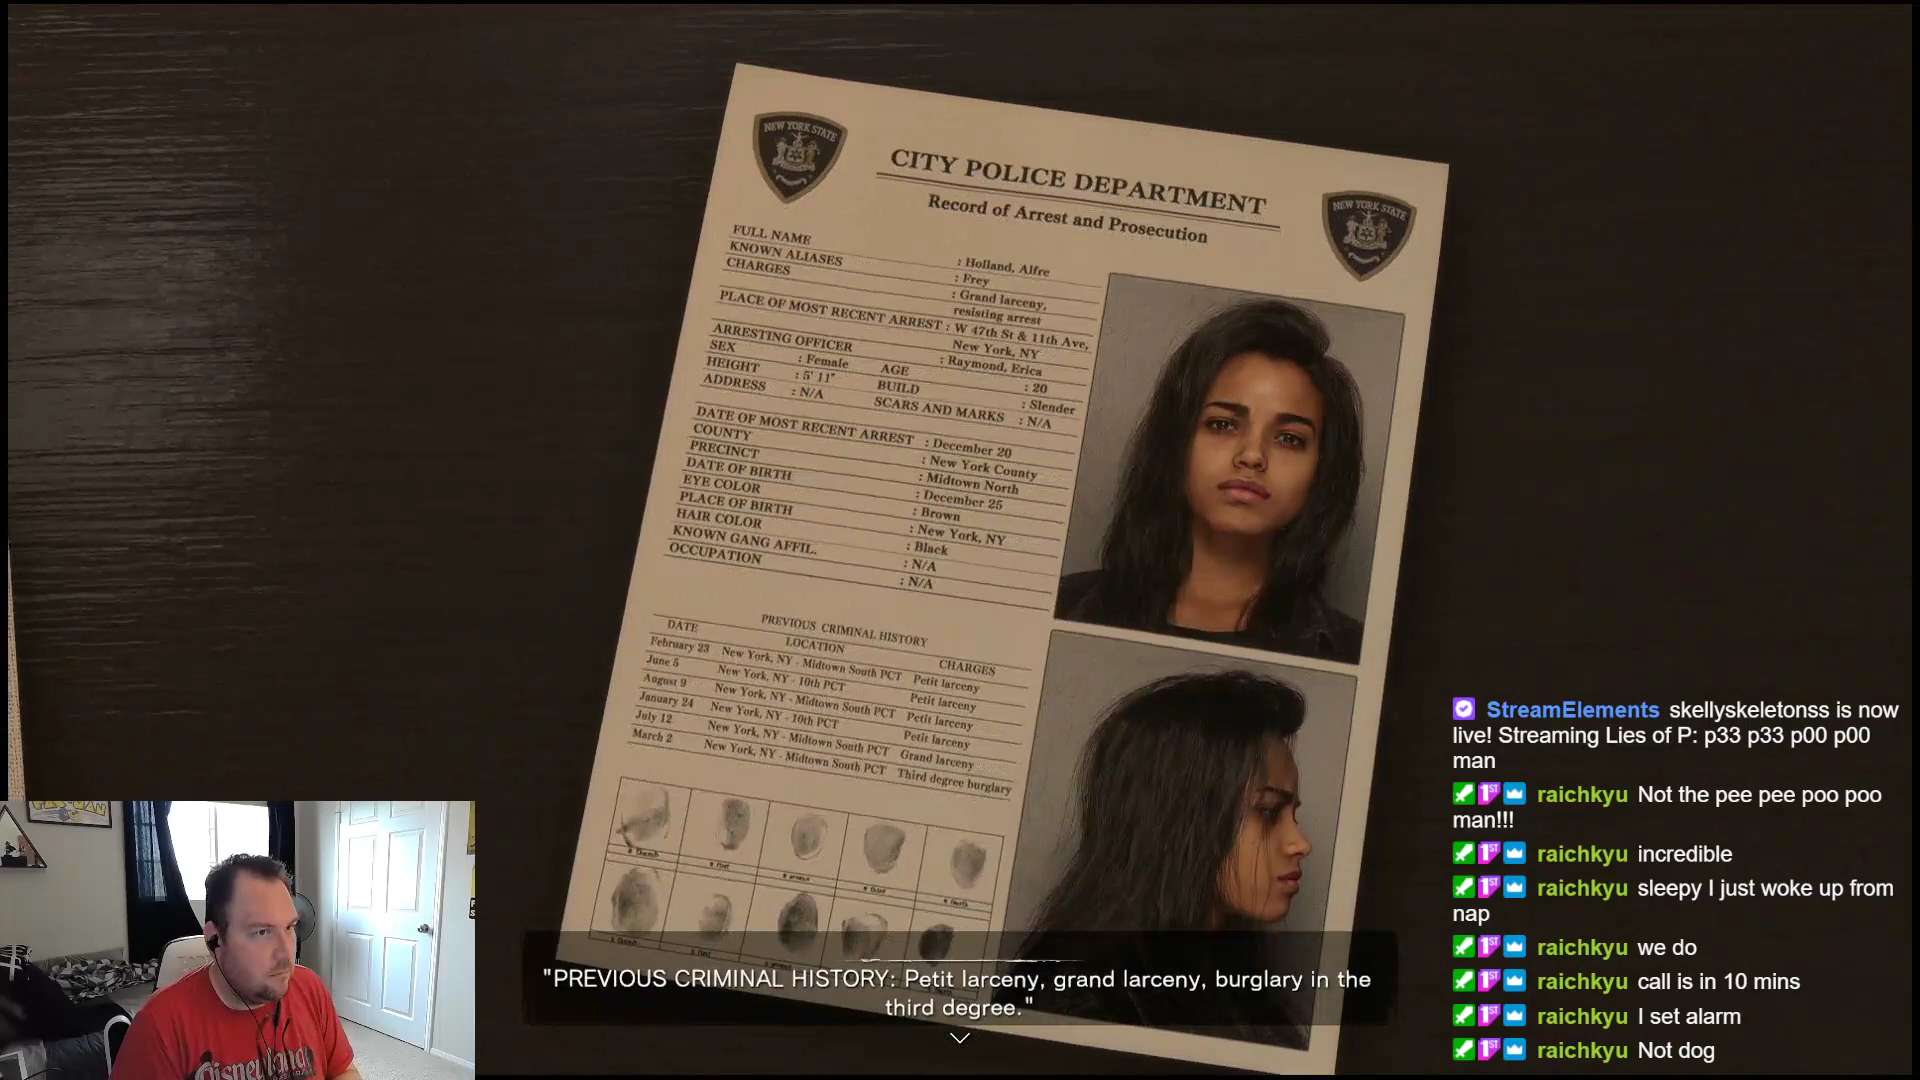 NEW YORK STATE
CITY POLICE DEPARTMENT
Record of Arrest and Prosecution
NEW YORK STATE
FULL NAME : Holland, Alfre
KNOWN ALIASES : Frey
CHARGES : Grand larceny,
resisting arrest
PLACE OF MOST RECENT ARREST : W 47th St & 11th Ave,
New York, NY
ARRESTING OFFICER : Raymond, Erica
SEX : Female AGE : 20
HEIGHT : 5' 11" BUILD : Slender
ADDRESS : N/A SCARS AND MARKS : N/A
DATE OF MOST RECENT ARREST : December 20
COUNTY : New York County
PRECINCT : Midtown North
DATE OF BIRTH : December 25
EYE COLOR : Brown
PLACE OF BIRTH : New York, NY
HAIR COLOR : Black
KNOWN GANG AFFIL. : N/A
OCCUPATION : N/A
PREVIOUS CRIMINAL HISTORY
DATE LOCATION CHARGES
February 23 New York, NY - Midtown South PCT Petit larceny
June 5 New York, NY - 10th PCT Petit larceny
August 9 New York, NY - Midtown South PCT Petit larceny
January 24 New York, NY - 10th PCT Petit larceny
July 12 New York, NY - Midtown South PCT Grand larceny
March 2 New York, NY - Midtown South PCT Third degree burglary
"PREVIOUS CRIMINAL HISTORY: Petit larceny, grand larceny, burglary in the
third degree."
StreamElements skellyskeletonss is now
live! Streaming Lies of P: p33 p33 p00 p00
man
1ST raichkyu Not the pee pee poo poo
man!!!
1ST raichkyu incredible
1ST raichkyu sleepy I just woke up from
nap
1ST raichkyu we do
1ST raichkyu call is in 10 mins
1ST raichkyu I set alarm
1ST raichkyu Not dog